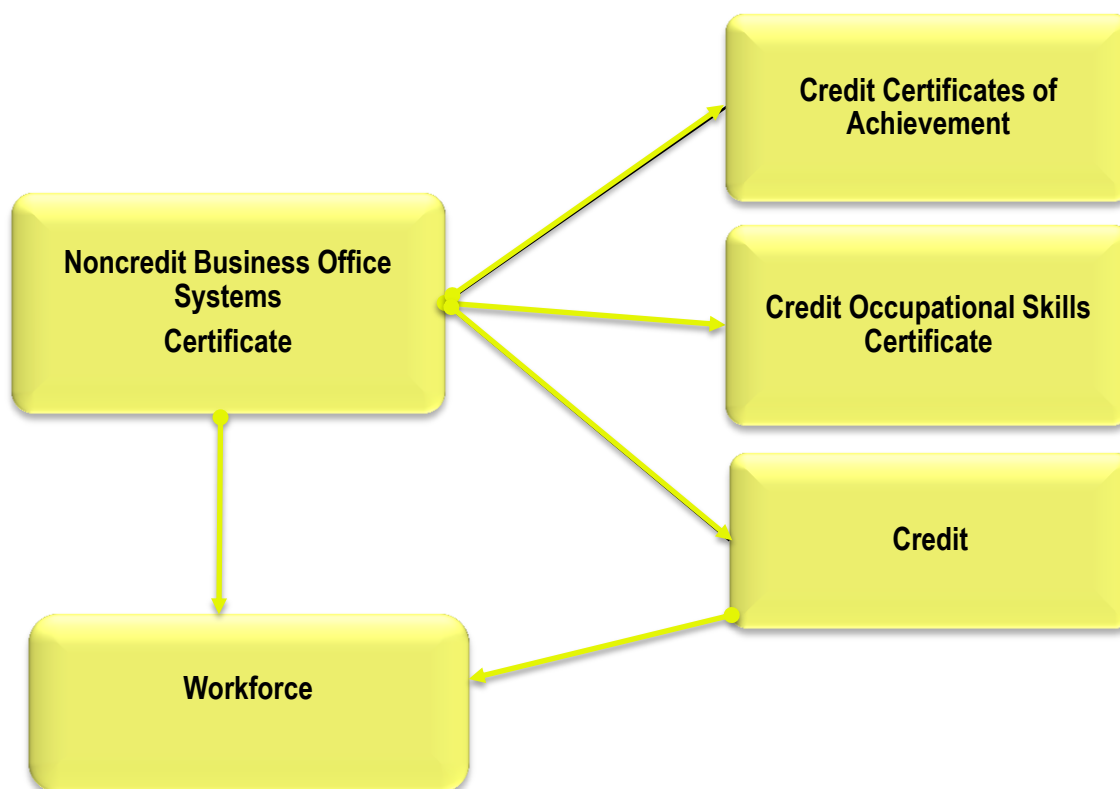 Credit Certificates of
Achievement
Noncredit Business Office
Systems
Certificate
Credit Occupational Skills
Certificate
Credit
Workforce